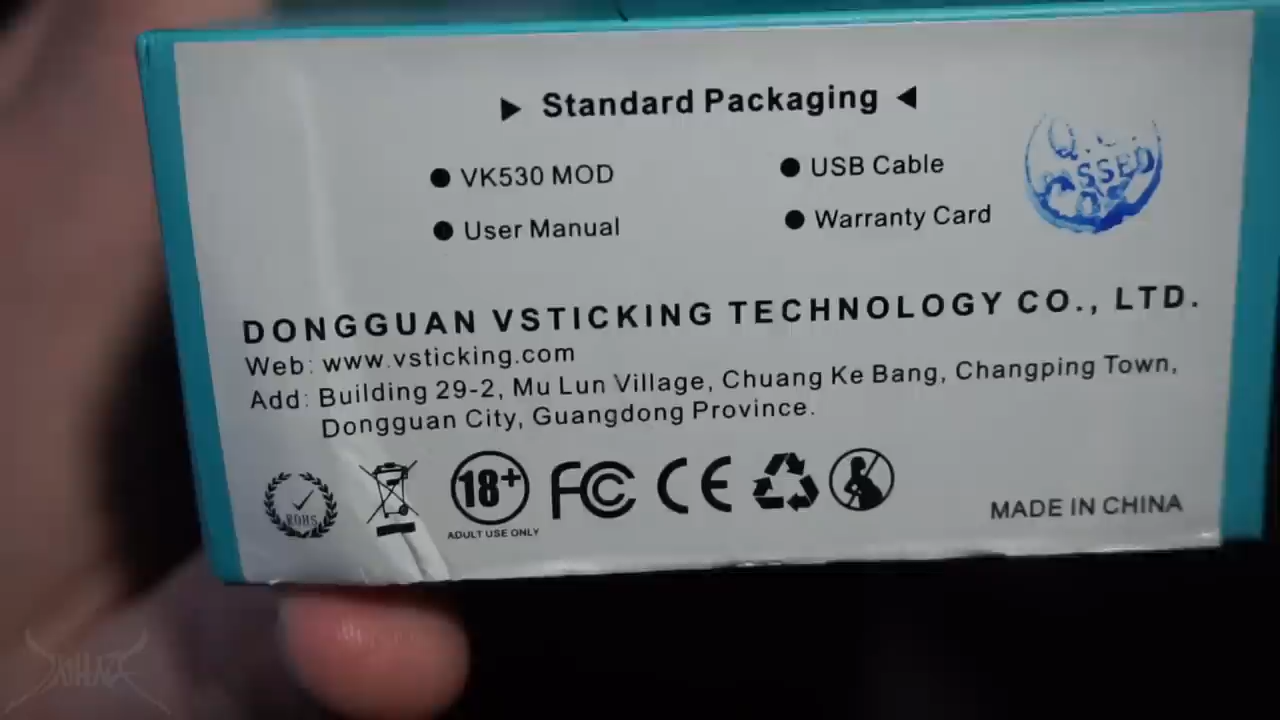 Standard Packaging
VK530 MOD
USB Cable
User Manual
Warranty Card
DONGGUAN VSTICKING TECHNOLOGY CO., LTD.
Web: www.vsticking.com
Add: Building 29-2, Mu Lun Village, Chuang Ke Bang, Changping Town,
Dongguan City, Guangdong Province.
ROHS
18+
ADULT USE ONLY
FC
CE
MADE IN CHINA